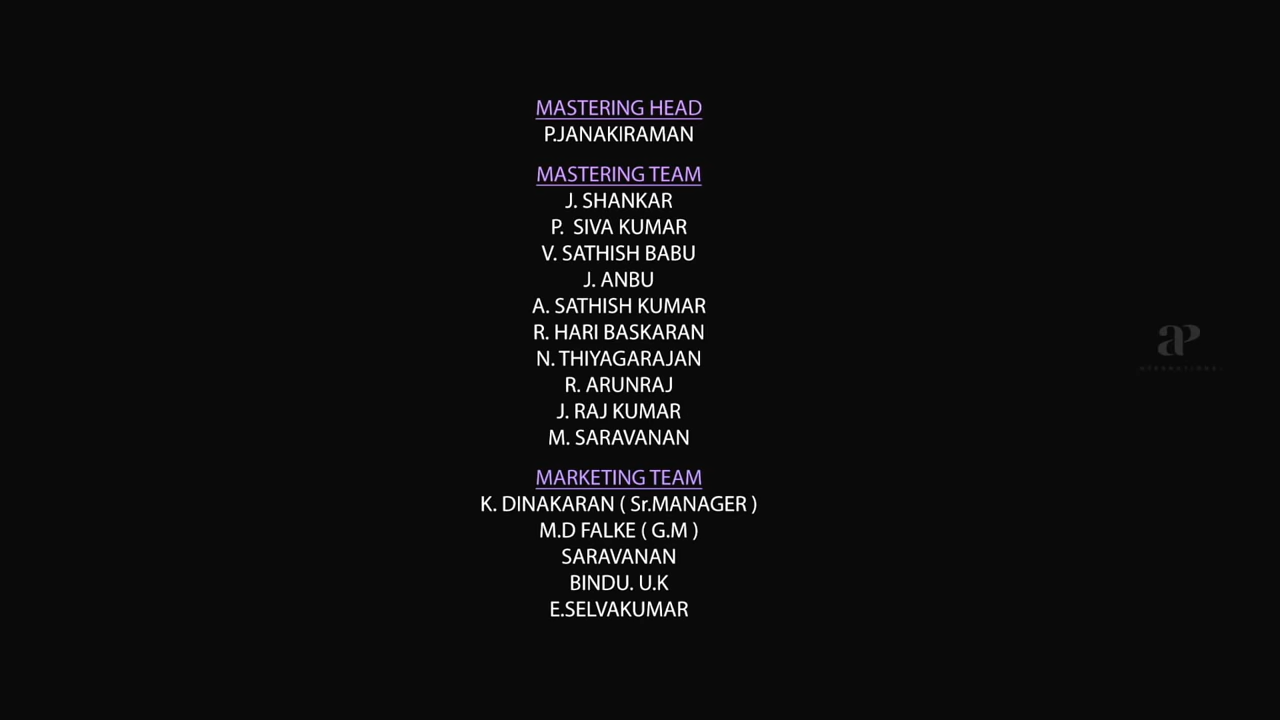 MASTERING HEAD
P.JANAKIRAMAN
MASTERING TEAM
J. SHANKAR
P.  SIVA KUMAR
V. SATHISH BABU
J. ANBU
A. SATHISH KUMAR
R. HARI BASKARAN
N. THIYAGARAJAN
R. ARUNRAJ
J. RAJ KUMAR
M. SARAVANAN
MARKETING TEAM
K. DINAKARAN ( Sr.MANAGER )
M.D FALKE ( G.M )
SARAVANAN
BINDU. U.K
E.SELVAKUMAR
ap